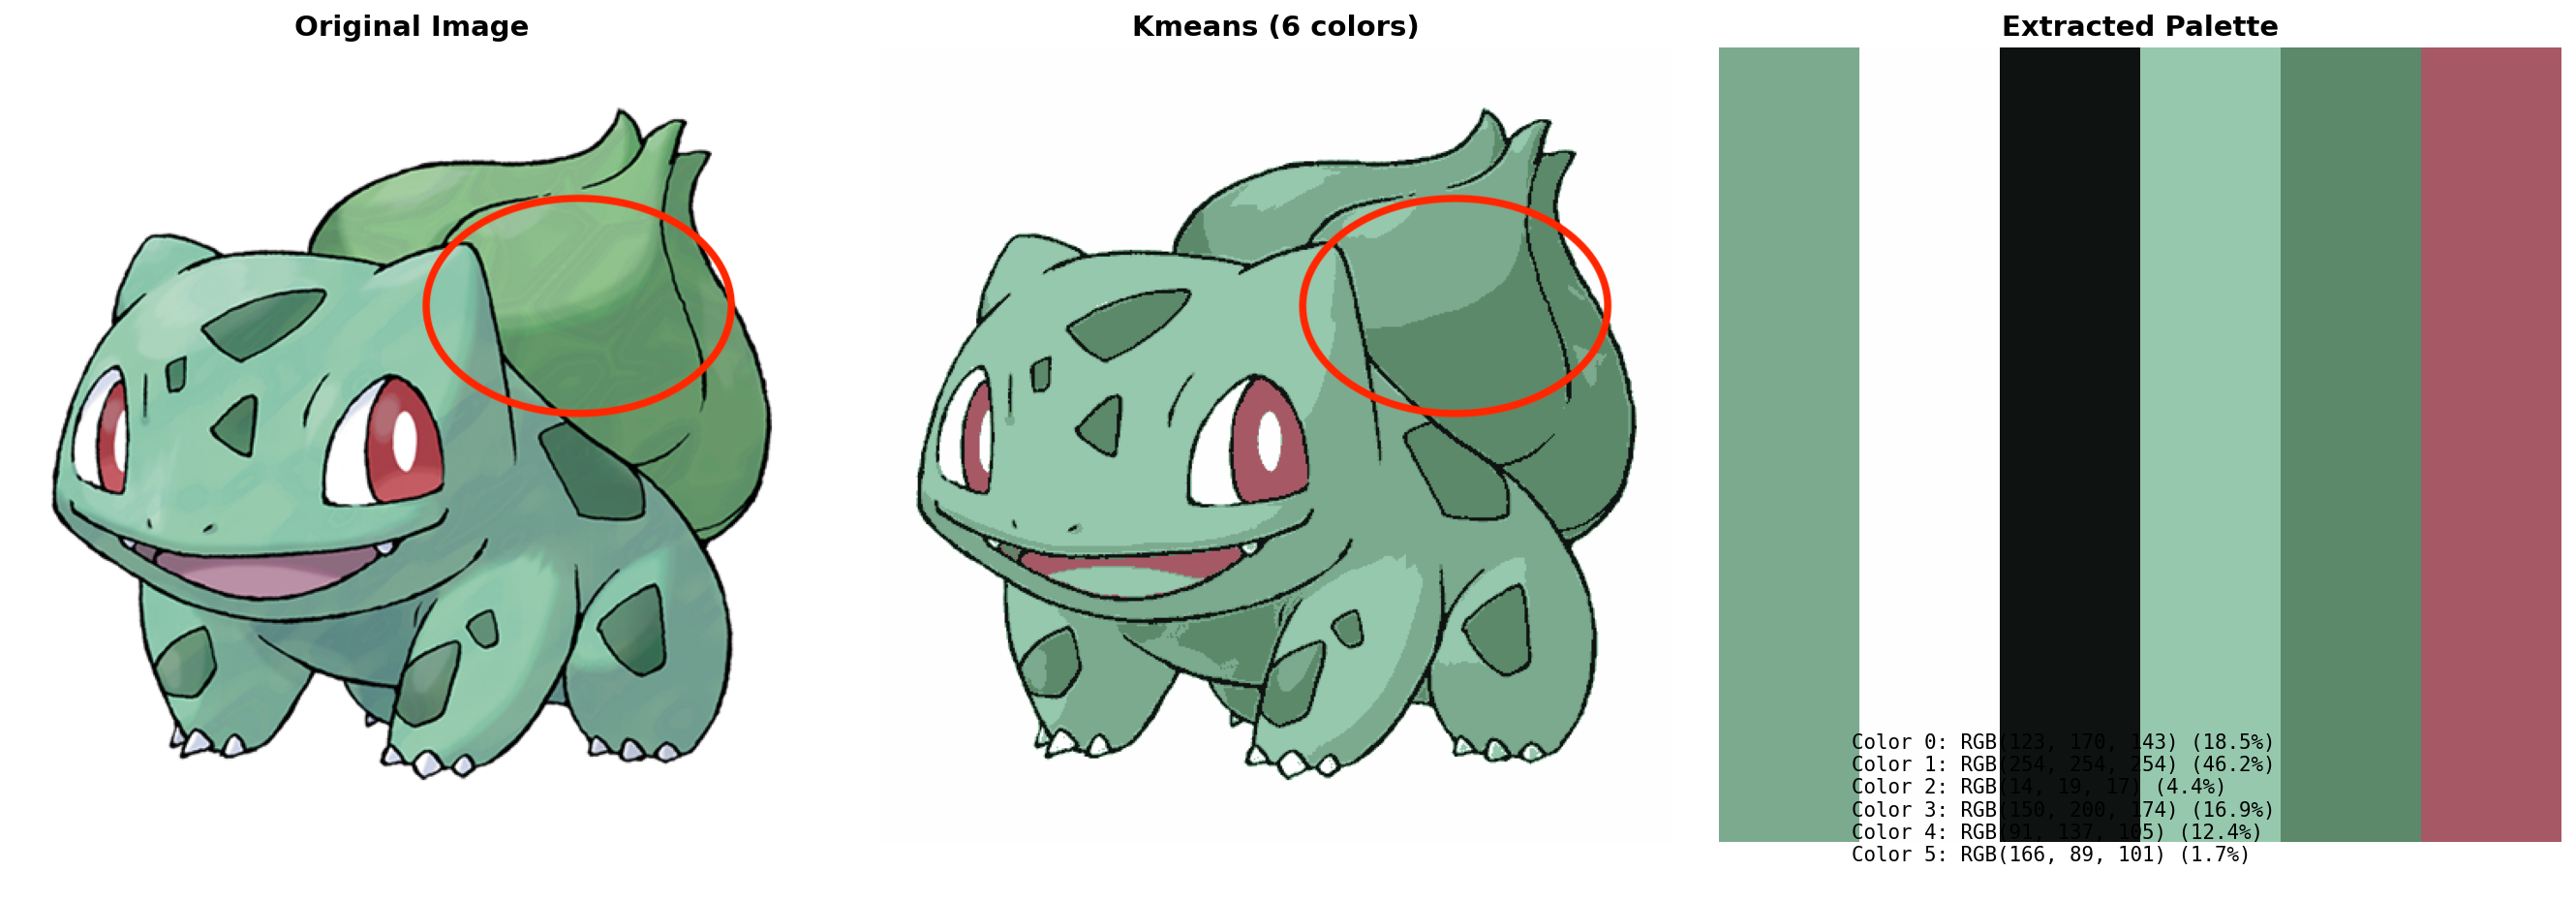 Original Image
Kmeans (6 colors)
Extracted Palette
Color 0: RGB(123, 170, 143) (18.5%)
Color 1: RGB(254, 254, 254) (46.2%)
Color 2: RGB(14, 19, 17) (4.4%)
Color 3: RGB(150, 200, 174) (16.9%)
Color 4: RGB(91, 137, 105) (12.4%)
Color 5: RGB(166, 89, 101) (1.7%)